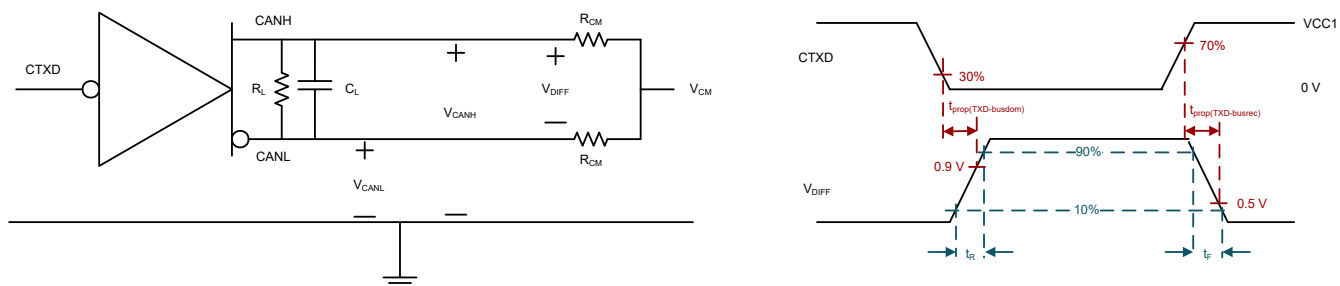 CANH
R_CM
CTXD
R_L
C_L
V_DIFF
V_CM
V_CANH
CANL
R_CM
V_CANL
VCC1
70%
CTXD
30%
0 V
t_prop(TXD-busdom)
t_prop(TXD-busrec)
90%
0.9 V
V_DIFF
0.5 V
10%
t_R
t_F